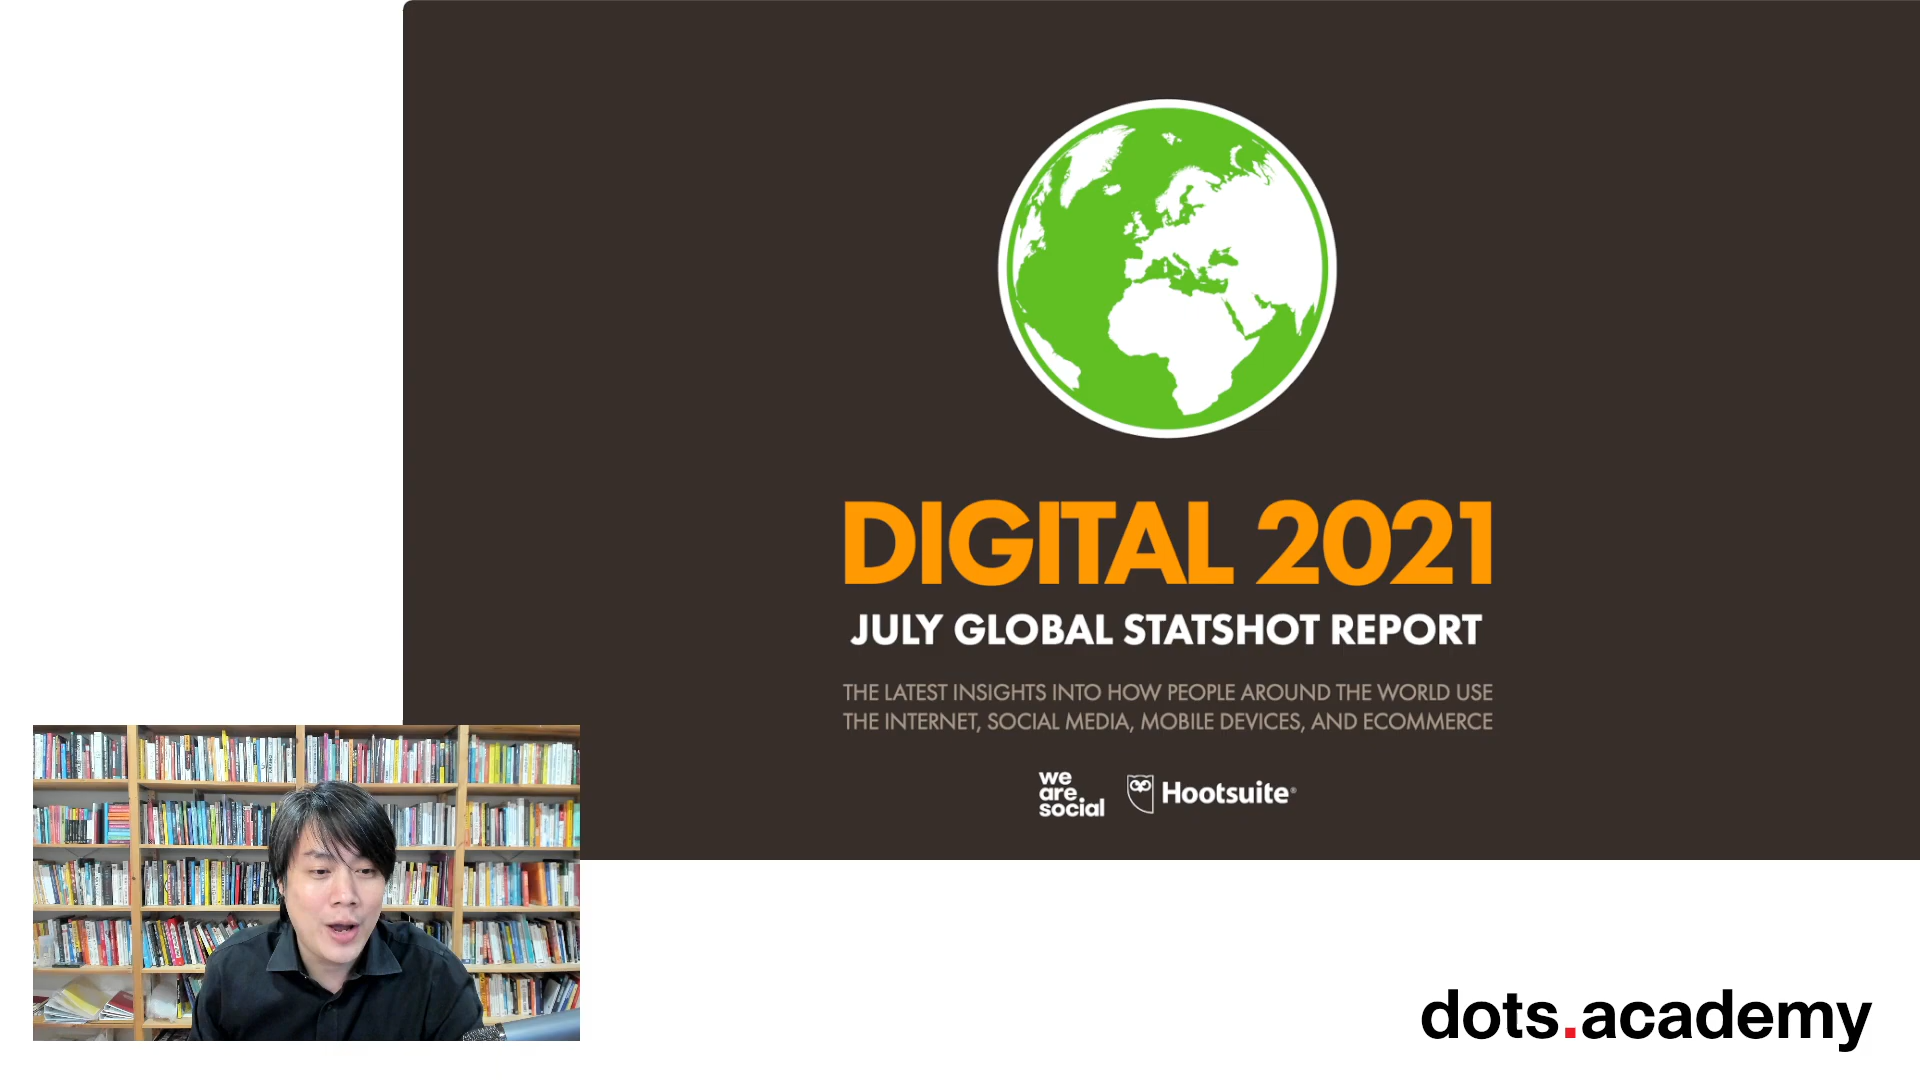 DIGITAL 2021
JULY GLOBAL STATSHOT REPORT
THE LATEST INSIGHTS INTO HOW PEOPLE AROUND THE WORLD USE
THE INTERNET, SOCIAL MEDIA, MOBILE DEVICES, AND ECOMMERCE
we
are.
social
Hootsuite®
dots.academy